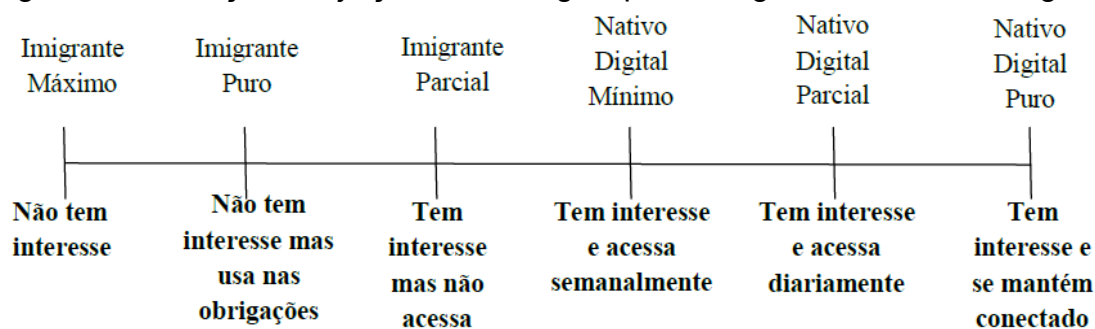 Imigrante
Máximo
Imigrante
Puro
Imigrante
Parcial
Nativo
Digital
Mínimo
Nativo
Digital
Parcial
Nativo
Digital
Puro
Não tem
interesse
Não tem
interesse mas
usa nas
obrigações
Tem
interesse
mas não
acessa
Tem interesse
e acessa
semanalmente
Tem interesse
e acessa
diariamente
Tem
interesse e
se mantém
conectado